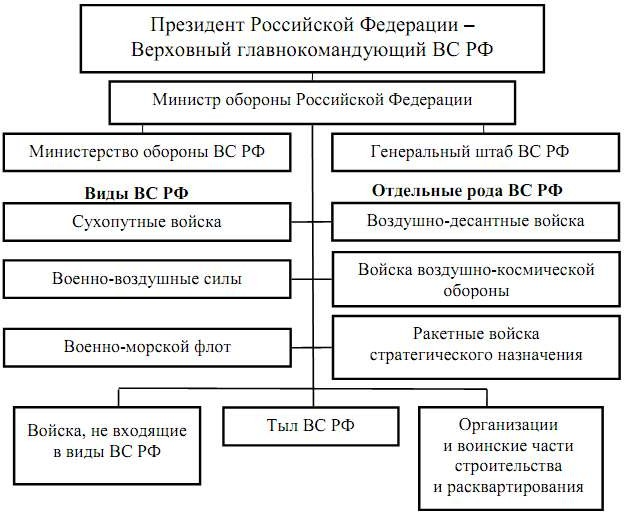 Президент Российской Федерации –
Верховный главнокомандующий ВС РФ
Министр обороны Российской Федерации
Министерство обороны ВС РФ
Генеральный штаб ВС РФ
Виды ВС РФ
Отдельные рода ВС РФ
Сухопутные войска
Воздушно-десантные войска
Военно-воздушные силы
Войска воздушно-космической
обороны
Военно-морской флот
Ракетные войска
стратегического назначения
Войска, не входящие
в виды ВС РФ
Тыл ВС РФ
Организации
и воинские части
строительства
и расквартирования